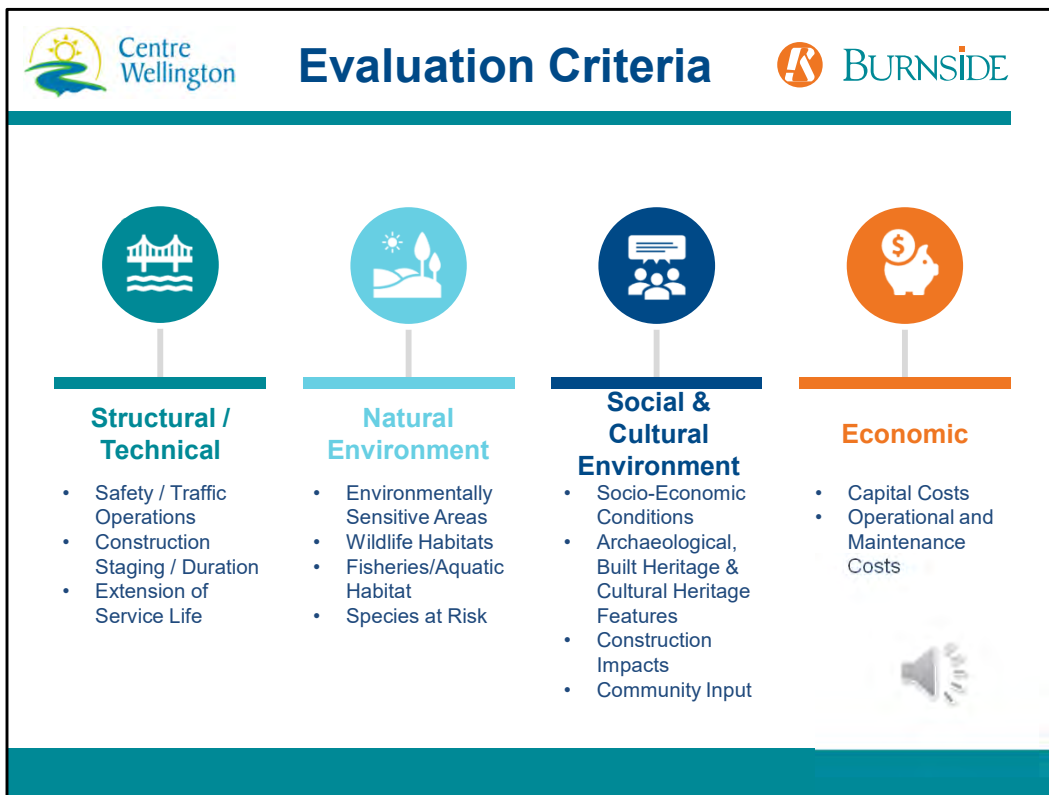 Centre
Wellington
Evaluation Criteria
BURNSIDE
$
Structural /
Technical
• Safety / Traffic
Operations
• Construction
Staging / Duration
• Extension of
Service Life
Natural
Environment
• Environmentally
Sensitive Areas
• Wildlife Habitats
• Fisheries/Aquatic
Habitat
• Species at Risk
Social &
Cultural
Environment
• Socio-Economic
Conditions
• Archaeological,
Built Heritage &
Cultural Heritage
Features
• Construction
Impacts
• Community Input
Economic
• Capital Costs
• Operational and
Maintenance
Costs